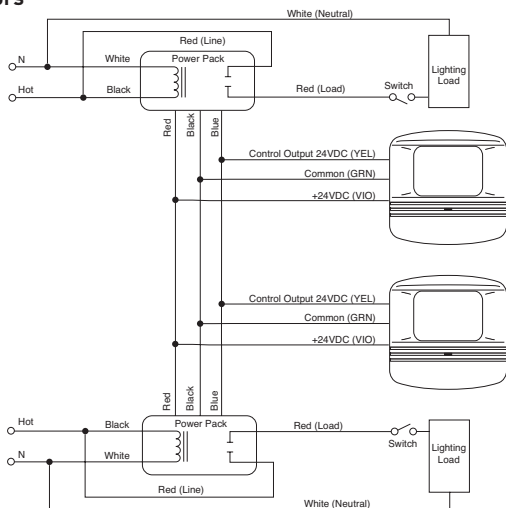 White (Neutral)
Red (Line)
N
White
Power Pack
Lighting
Load
Hot
Black
Red (Load)
Switch
Red
Black
Blue
Control Output 24VDC (YEL)
Common (GRN)
+24VDC (VIO)
Control Output 24VDC (YEL)
Common (GRN)
+24VDC (VIO)
Red
Black
Blue
Hot
Black
Power Pack
Red (Load)
Switch
Lighting
Load
N
White
Red (Line)
White (Neutral)